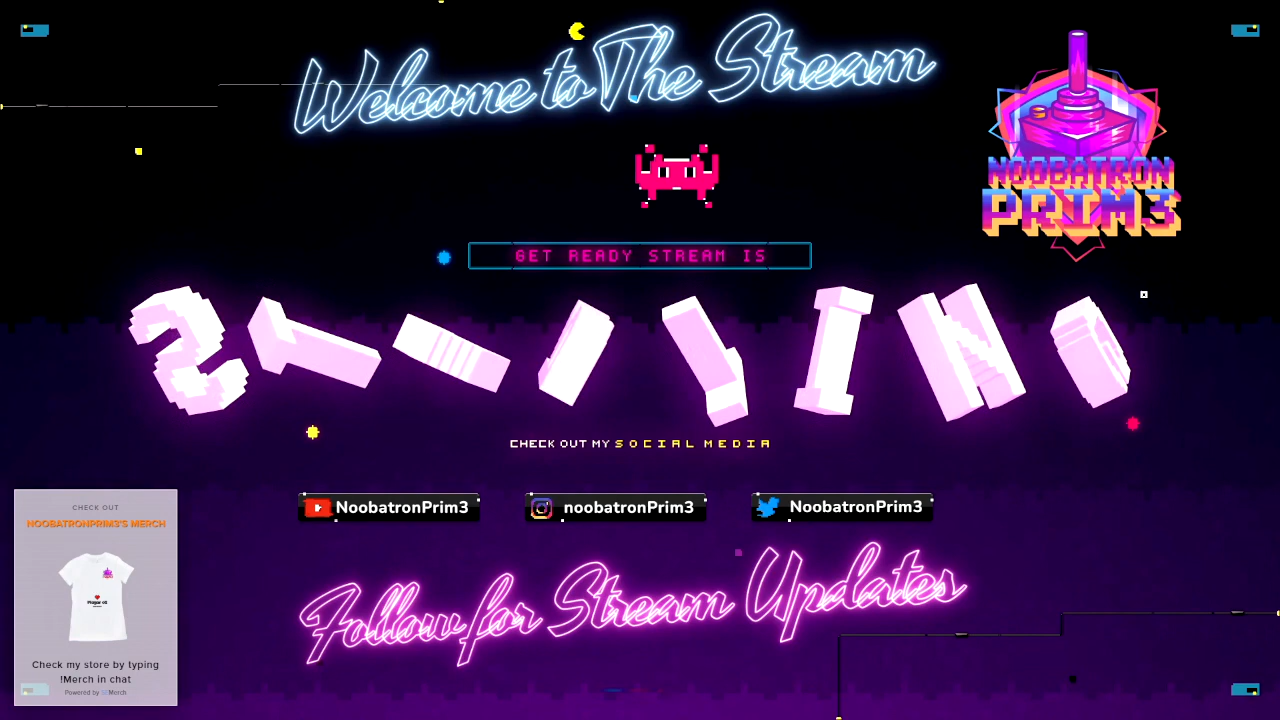 Welcome to The Stream
NOOBATRON
PRIM3
GET READY STREAM IS
CHECK OUT MY SOCIAL MEDIA
NoobatronPrim3
noobatronPrim3
NoobatronPrim3
Follow for Stream Updates
CHECK OUT
NOOBATRONPRIM3'S MERCH
Check my store by typing
!Merch in chat
Powered by SEMerch